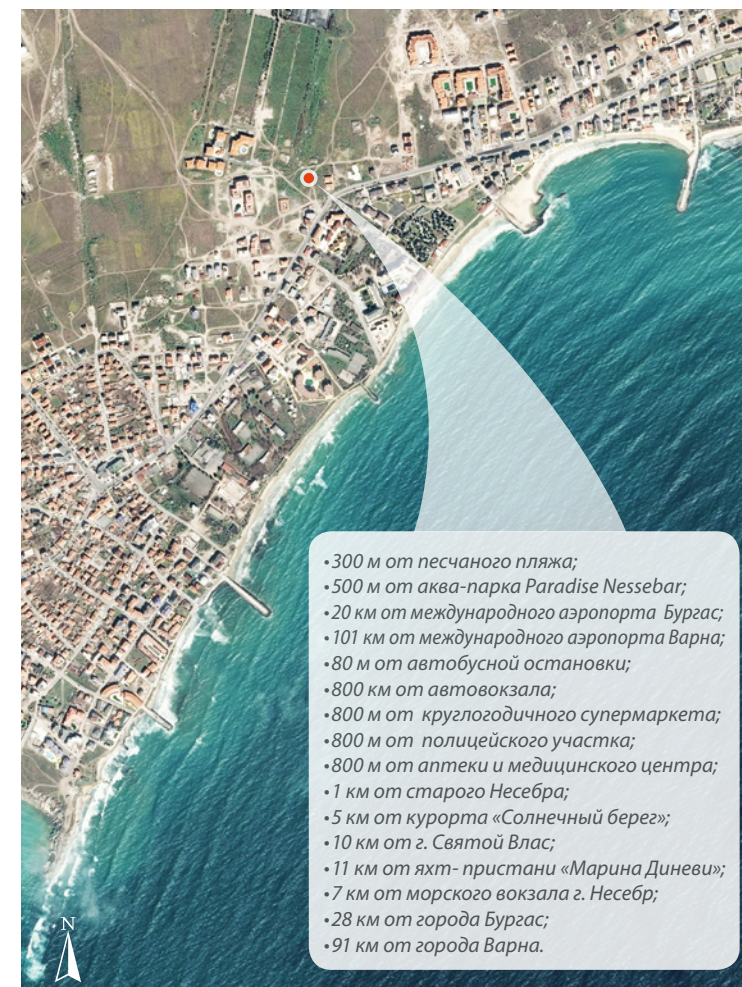 •300 м от песчаного пляжа;
•500 м от аква-парка Paradise Nessebar;
•20 км от международного аэропорта Бургас;
•101 км от международного аэропорта Варна;
•80 м от автобусной остановки;
•800 км от автовокзала;
•800 м от круглогодичного супермаркета;
•800 м от полицейского участка;
•800 м от аптеки и медицинского центра;
•1 км от старого Несебра;
•5 км от курорта «Солнечный берег»;
•10 км от г. Святой Влас;
•11 км от яхт- пристани «Марина Диневи»;
•7 км от морского вокзала г. Несебр;
•28 км от города Бургас;
•91 км от города Варна.
N